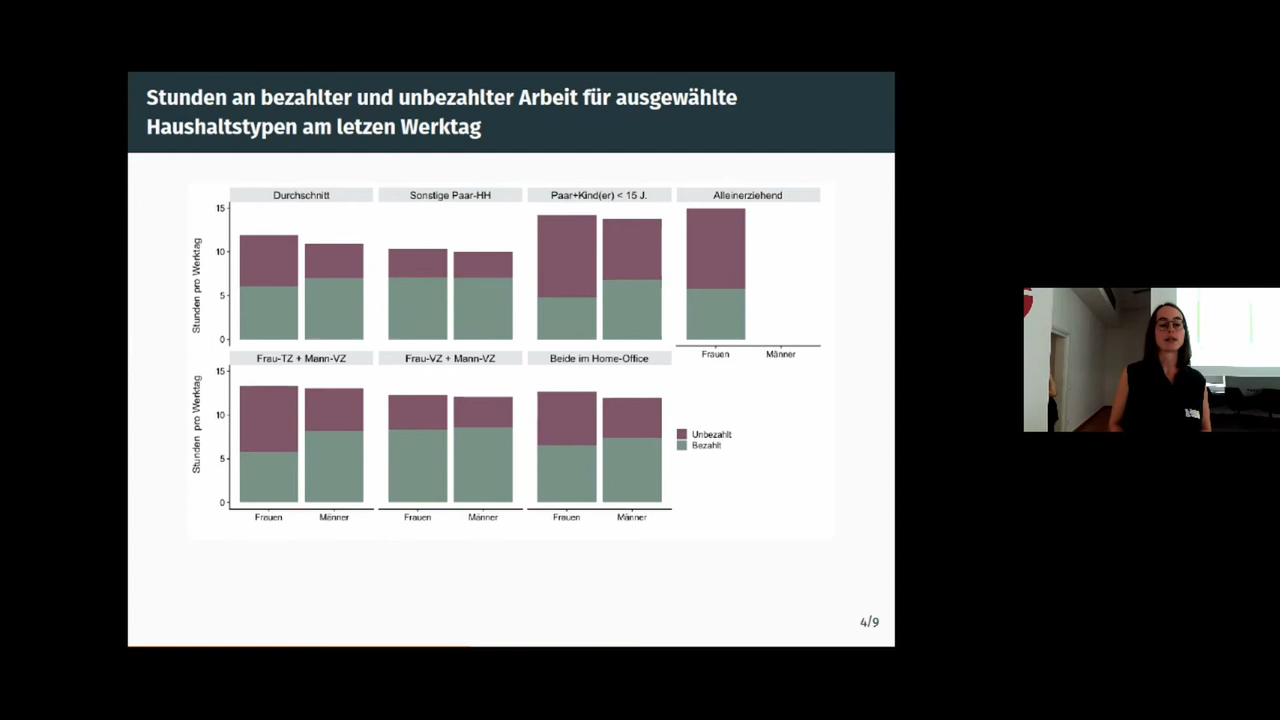 Stunden an bezahlter und unbezahlter Arbeit für ausgewählte
Haushaltstypen am letzen Werktag
Durchschnitt
Sonstige Paar-HH
Paar+Kind(er) < 15 J.
Alleinerziehend
Stunden pro Werktag
15
10
5
0
Frauen Männer
Frau-TZ + Mann-VZ
Frau-VZ + Mann-VZ
Beide im Home-Office
Stunden pro Werktag
15
10
5
0
Unbezahlt
Bezahlt
Frauen Männer
Frauen Männer
Frauen Männer
4/9